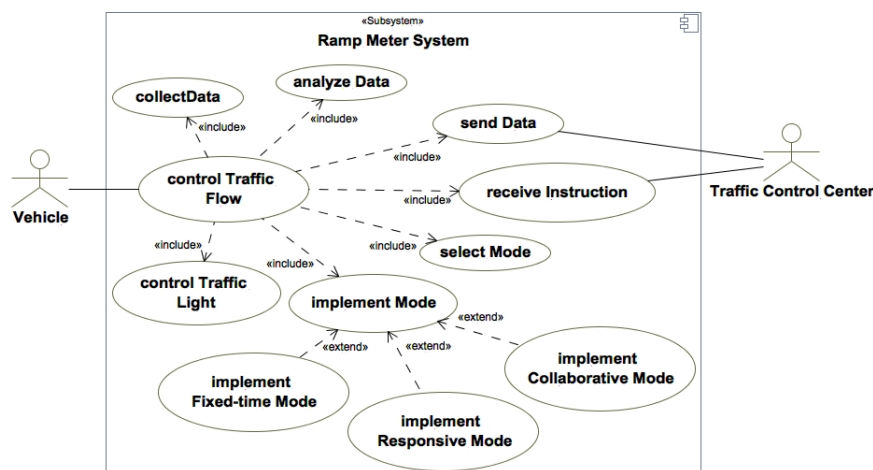 «Subsystem»
Ramp Meter System
analyze Data
collectData
«include»
«include»
send Data
«include»
control Traffic
Flow
receive Instruction
«include»
Vehicle
Traffic Control Center
«include»
select Mode
«include»
«include»
control Traffic
Light
implement Mode
«extend»
«extend»
«extend»
implement
Collaborative Mode
implement
Fixed-time Mode
implement
Responsive Mode